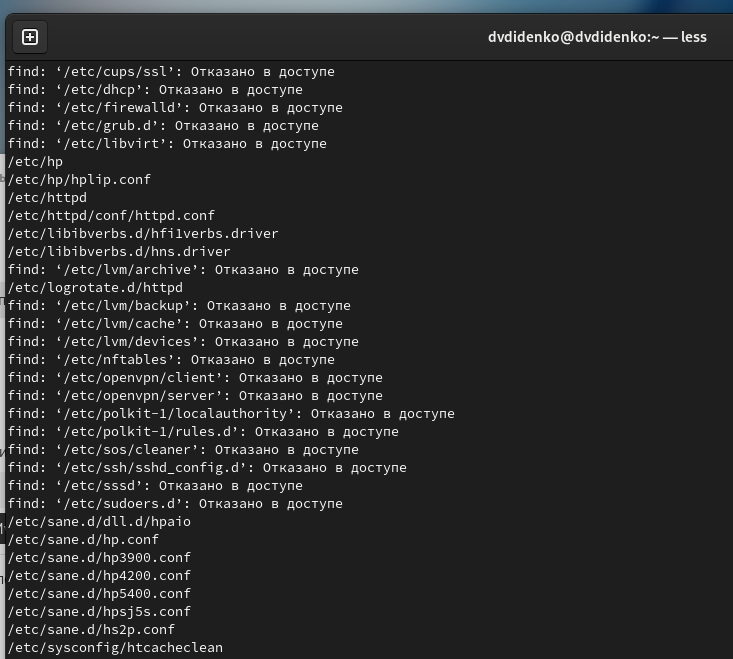 dvdidenko@dvdidenko:~ — less
find: ‘/etc/cups/ssl’: Отказано в доступе
find: ‘/etc/dhcp’: Отказано в доступе
find: ‘/etc/firewalld’: Отказано в доступе
find: ‘/etc/grub.d’: Отказано в доступе
find: ‘/etc/libvirt’: Отказано в доступе
/etc/hp
/etc/hp/hplip.conf
/etc/httpd
/etc/httpd/conf/httpd.conf
/etc/libibverbs.d/hfi1verbs.driver
/etc/libibverbs.d/hns.driver
find: ‘/etc/lvm/archive’: Отказано в доступе
/etc/logrotate.d/httpd
find: ‘/etc/lvm/backup’: Отказано в доступе
find: ‘/etc/lvm/cache’: Отказано в доступе
find: ‘/etc/lvm/devices’: Отказано в доступе
find: ‘/etc/nftables’: Отказано в доступе
find: ‘/etc/openvpn/client’: Отказано в доступе
find: ‘/etc/openvpn/server’: Отказано в доступе
find: ‘/etc/polkit-1/localauthority’: Отказано в доступе
find: ‘/etc/polkit-1/rules.d’: Отказано в доступе
find: ‘/etc/sos/cleaner’: Отказано в доступе
find: ‘/etc/ssh/sshd_config.d’: Отказано в доступе
find: ‘/etc/sssd’: Отказано в доступе
find: ‘/etc/sudoers.d’: Отказано в доступе
/etc/sane.d/dll.d/hpaio
/etc/sane.d/hp.conf
/etc/sane.d/hp3900.conf
/etc/sane.d/hp4200.conf
/etc/sane.d/hp5400.conf
/etc/sane.d/hpsj5s.conf
/etc/sane.d/hs2p.conf
/etc/sysconfig/htcacheclean